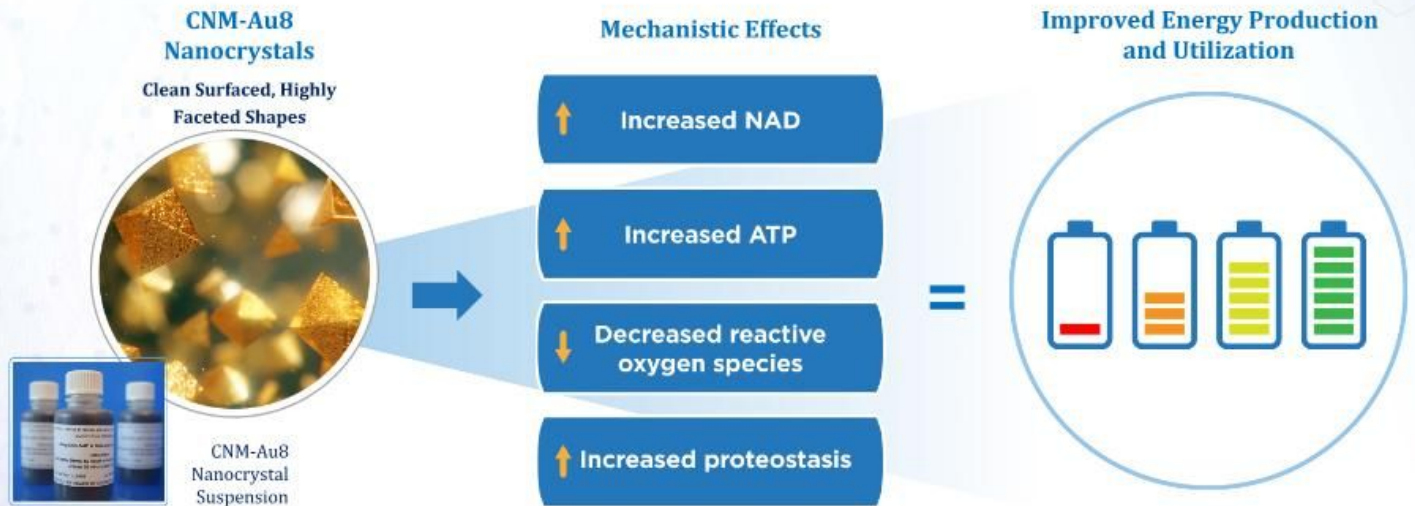 CNM-Au8
Nanocrystals
Clean Surfaced, Highly
Faceted Shapes
CNM-Au8
Nanocrystal
Suspension
Mechanistic Effects
Increased NAD
Increased ATP
Decreased reactive
oxygen species
Increased proteostasis
=
Improved Energy Production
and Utilization